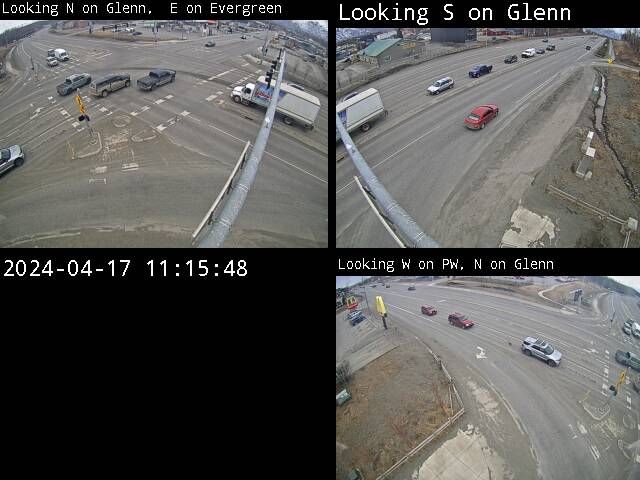 Looking N on Glenn,  E on Evergreen
Looking S on Glenn
2024-04-17 11:15:48
Looking W on PW, N on Glenn